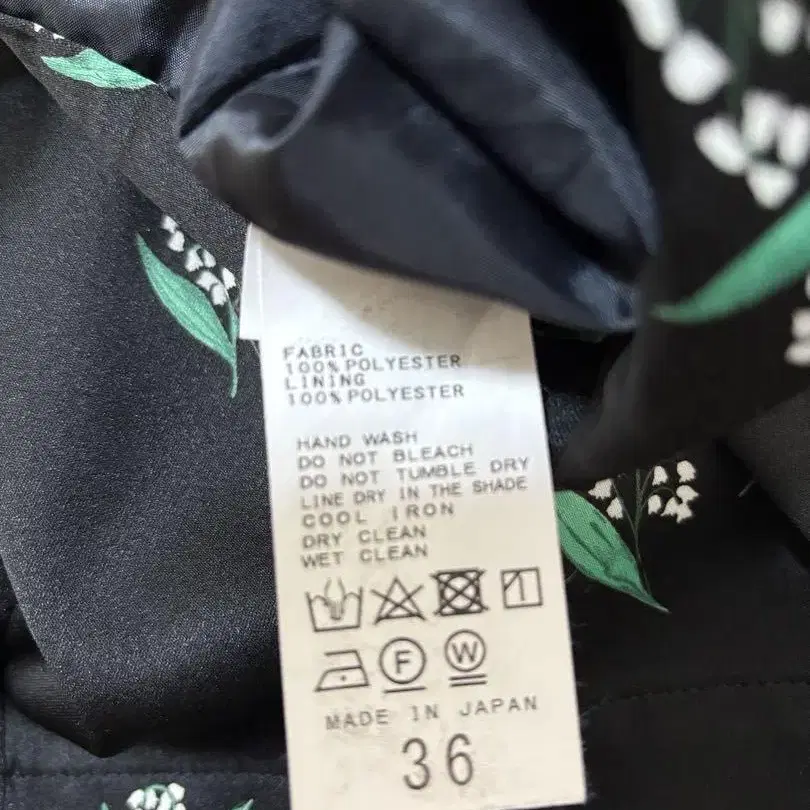 FABRIC
100% POLYESTER
LINING
100% POLYESTER
HAND WASH
DO NOT BLEACH
DO NOT TUMBLE DRY
LINE DRY IN THE SHADE
COOL IRON
DRY CLEAN
WET CLEAN
F W
MADE IN JAPAN
36